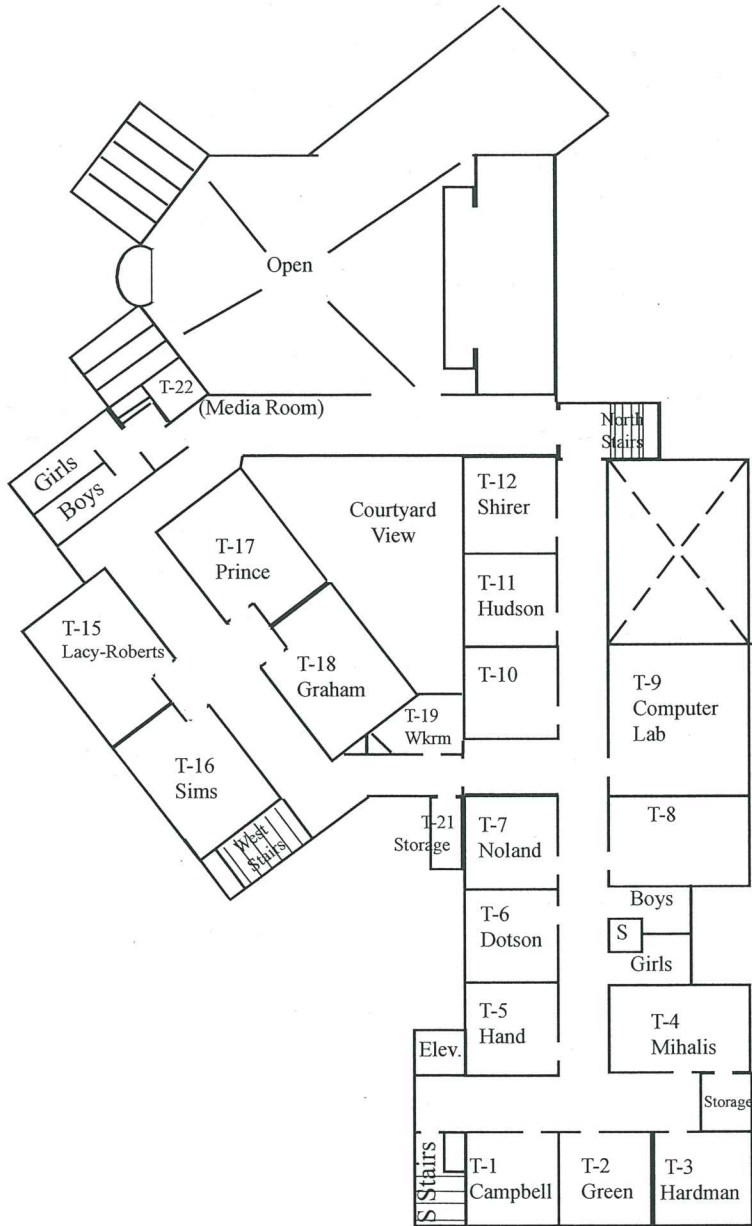 Open
T-22
(Media Room)
North
Stairs
Girls
Boys
T-12
Shirer
Courtyard
View
T-17
Prince
T-11
Hudson
T-15
Lacy-Roberts
T-18
Graham
T-10
T-9
Computer
Lab
T-19
Wkrm
T-16
Sims
West
Stairs
T-21
Storage
T-7
Noland
T-8
Boys
S
Girls
T-6
Dotson
T-5
Hand
T-4
Mihalis
Elev.
Storage
S Stairs
T-1
Campbell
T-2
Green
T-3
Hardman